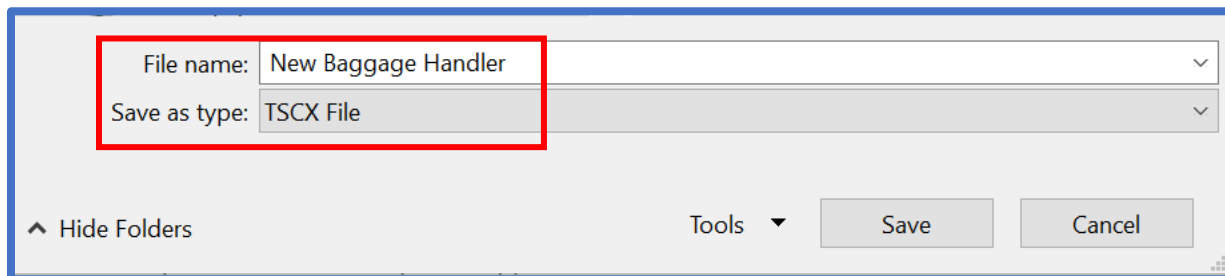 File name: New Baggage Handler
Save as type: TSCX File
Hide Folders
Tools
Save
Cancel